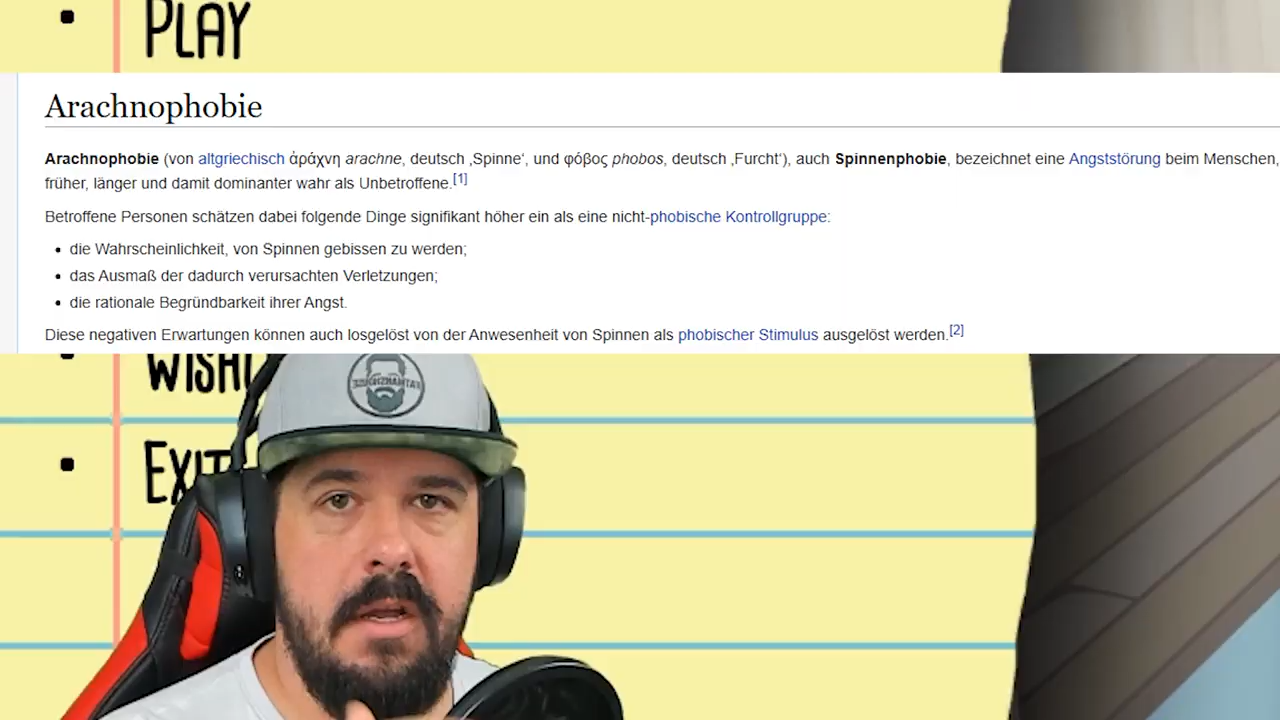 PLAY
Arachnophobie
Arachnophobie (von altgriechisch ἀράχνη arachne, deutsch ‚Spinne‘, und φόβος phobos, deutsch ‚Furcht‘), auch Spinnenphobie, bezeichnet eine Angststörung beim Menschen,
früher, länger und damit dominanter wahr als Unbetroffene.[1]
Betroffene Personen schätzen dabei folgende Dinge signifikant höher ein als eine nicht-phobische Kontrollgruppe:
die Wahrscheinlichkeit, von Spinnen gebissen zu werden;
das Ausmaß der dadurch verursachten Verletzungen;
die rationale Begründbarkeit ihrer Angst.
Diese negativen Erwartungen können auch losgelöst von der Anwesenheit von Spinnen als phobischer Stimulus ausgelöst werden.[2]
EXIT